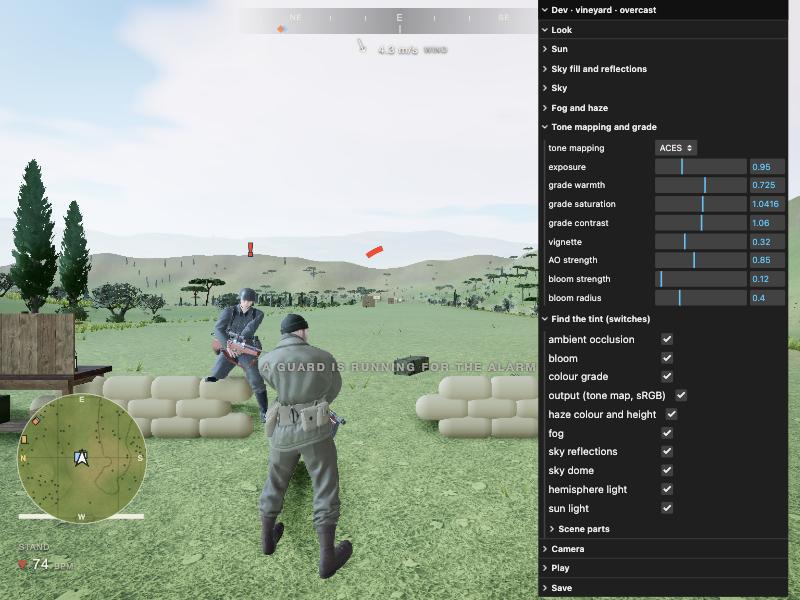 NE E SE
4.3 m/s WIND
A GUARD IS RUNNING FOR THE ALARM
E
N S
W
STAND
74 BPM
Dev · vineyard · overcast
Look
Sun
Sky fill and reflections
Sky
Fog and haze
Tone mapping and grade
tone mapping ACES
exposure 0.95
grade warmth 0.725
grade saturation 1.0416
grade contrast 1.06
vignette 0.32
AO strength 0.85
bloom strength 0.12
bloom radius 0.4
Find the tint (switches)
ambient occlusion
bloom
colour grade
output (tone map, sRGB)
haze colour and height
fog
sky reflections
sky dome
hemisphere light
sun light
Scene parts
Camera
Play
Save